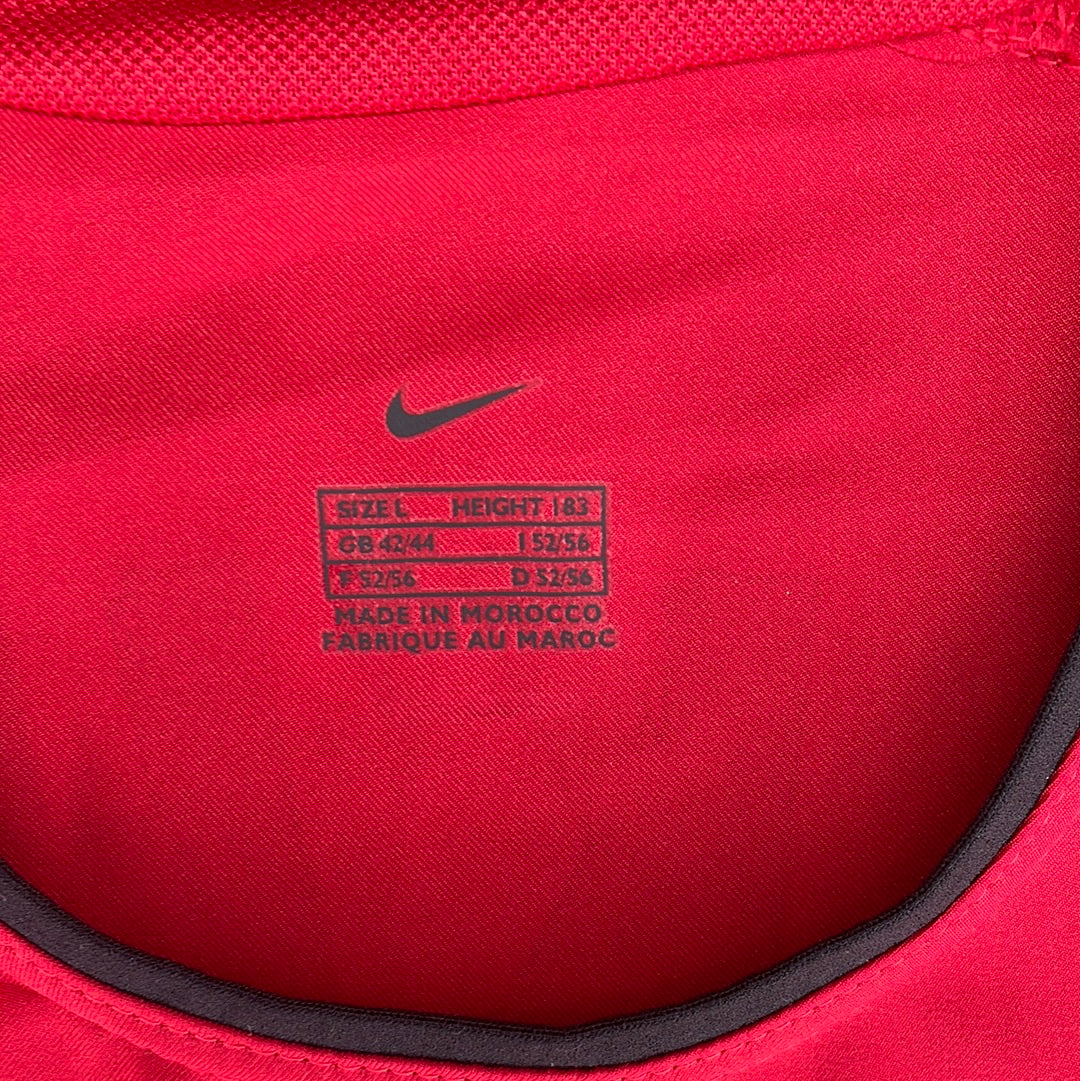 SIZE L HEIGHT 183
GB 42/44 I 52/56
F 52/56 D 52/56
MADE IN MOROCCO
FABRIQUE AU MAROC